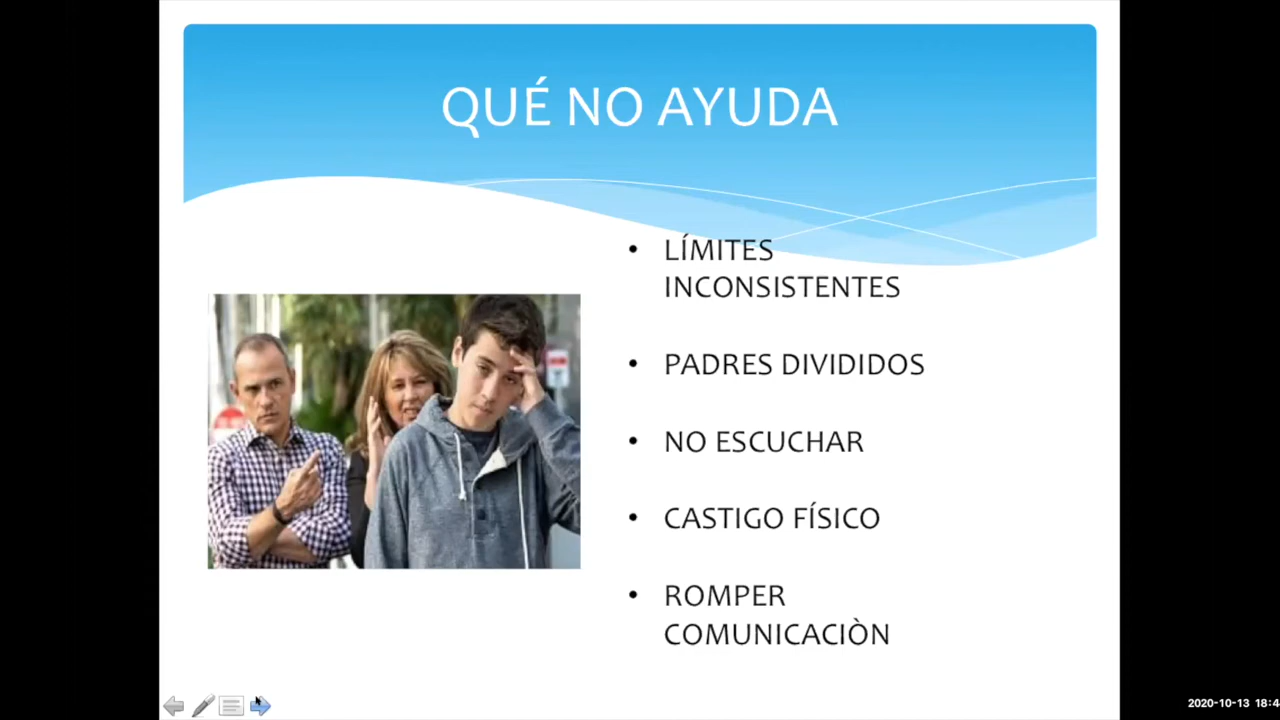 QUÉ NO AYUDA
• LÍMITES
INCONSISTENTES
• PADRES DIVIDIDOS
• NO ESCUCHAR
• CASTIGO FÍSICO
• ROMPER
COMUNICACIÒN
2020-10-13 18:4